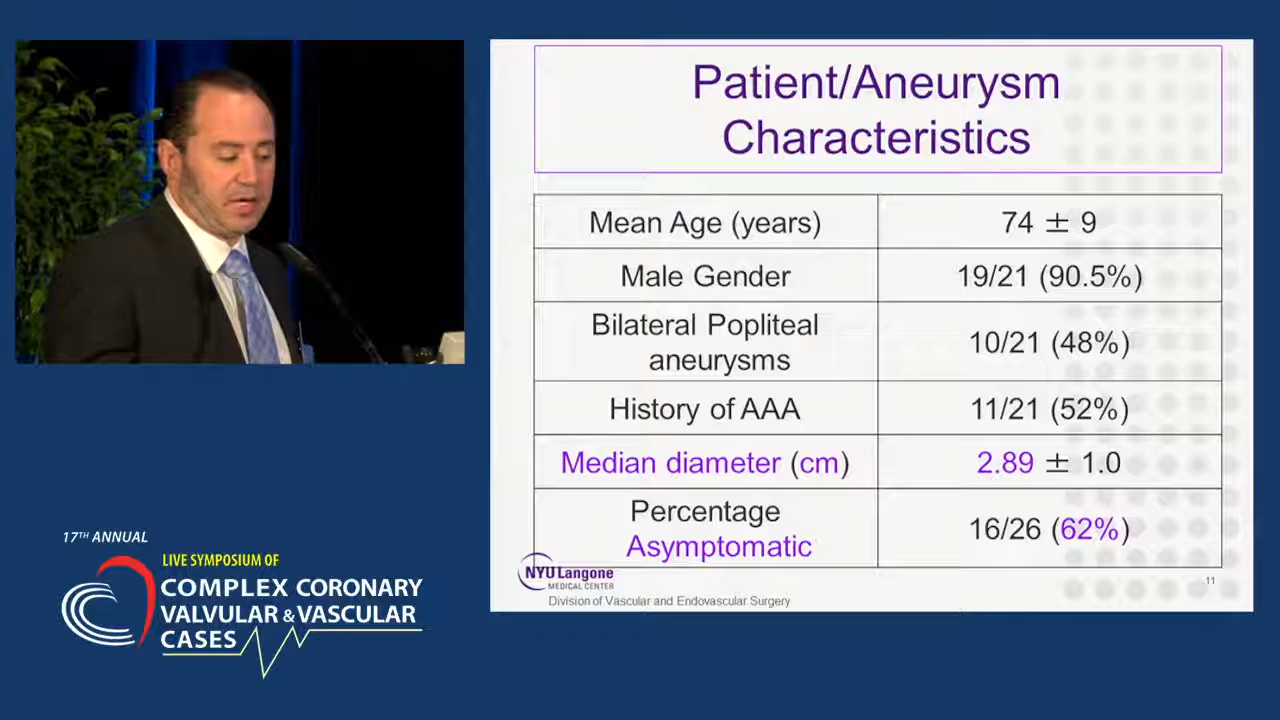 Patient/Aneurysm
Characteristics
Mean Age (years)
74 ± 9
Male Gender
19/21 (90.5%)
Bilateral Popliteal
aneurysms
10/21 (48%)
History of AAA
11/21 (52%)
Median diameter (cm)
2.89 ± 1.0
Percentage
Asymptomatic
16/26 (62%)
NYU Langone
MEDICAL CENTER
Division of Vascular and Endovascular Surgery
11
17TH ANNUAL
LIVE SYMPOSIUM OF
COMPLEX CORONARY
VALVULAR & VASCULAR
CASES